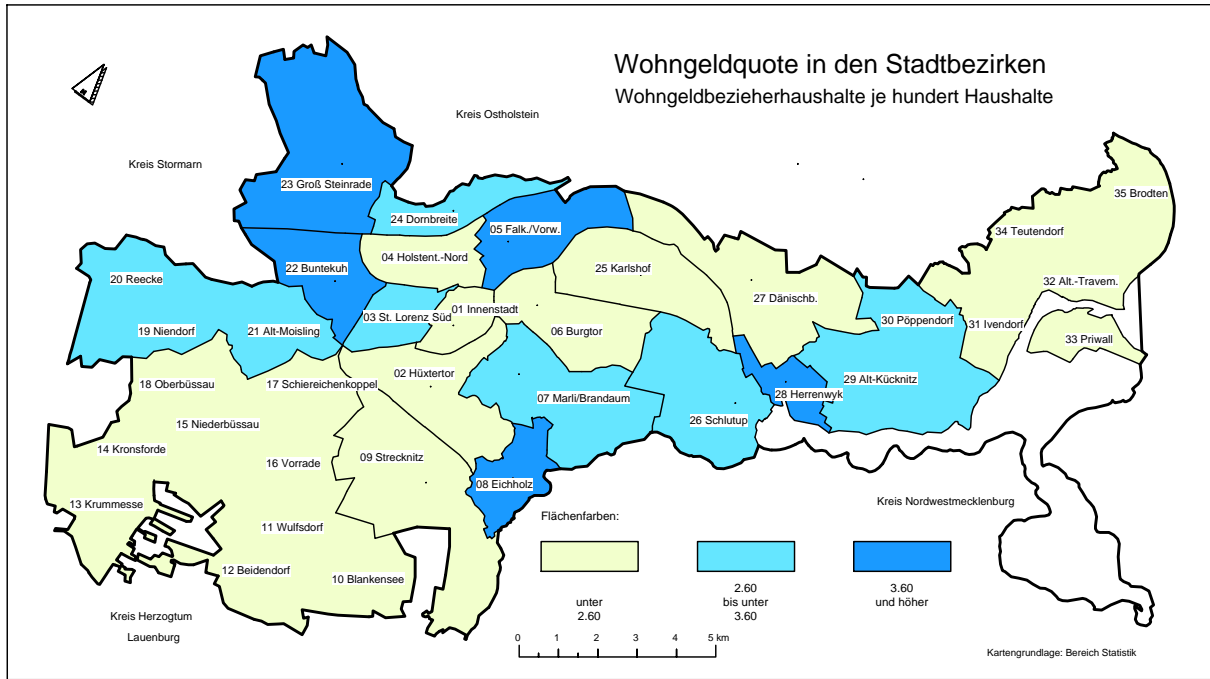 Wohngeldquote in den Stadtbezirken
Wohngeldbezieherhaushalte je hundert Haushalte
Kreis Ostholstein
Kreis Stormarn
23 Groß Steinrade
35 Brodten
24 Dornbreite
05 Falk./Vorw.
34 Teutendorf
04 Holstent.-Nord
22 Buntekuh
25 Karlshof
20 Reecke
32 Alt.-Travem.
27 Dänischb.
01 Innenstadt
03 St. Lorenz Süd
30 Pöppendorf
31 Ivendorf
19 Niendorf
21 Alt-Moisling
06 Burgtor
33 Priwall
02 Hüxtertor
29 Alt-Kücknitz
18 Oberbüssau
17 Schiereichenkoppel
28 Herrenwyk
07 Marli/Brandaum
26 Schlutup
15 Niederbüssau
14 Kronsforde
09 Strecknitz
16 Vorrade
08 Eichholz
13 Krummesse
Kreis Nordwestmecklenburg
11 Wulfsdorf
12 Beidendorf
10 Blankensee
Kreis Herzogtum
Lauenburg
Flächenfarben:
unter
2.60
2.60
bis unter
3.60
3.60
und höher
0 1 2 3 4 5 km
Kartengrundlage: Bereich Statistik